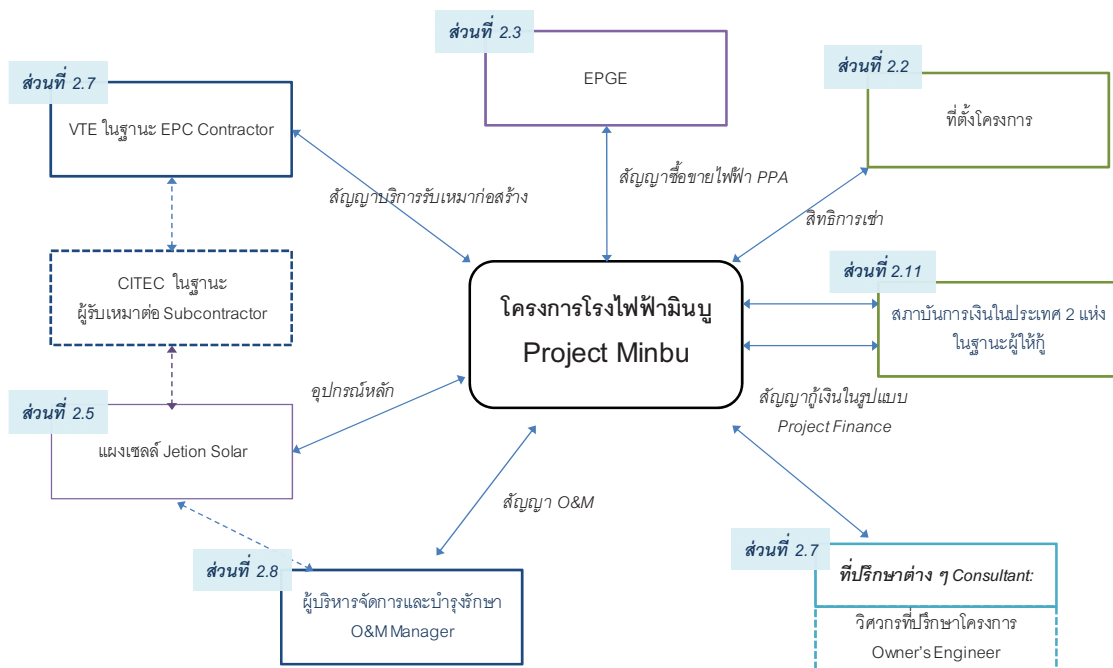 ส่วนที่ 2.3
EPGE
ส่วนที่ 2.2
ที่ตั้งโครงการ
ส่วนที่ 2.7
VTE ในฐานะ EPC Contractor
สัญญาบริการรับเหมาก่อสร้าง
สัญญาซื้อขายไฟฟ้า PPA
สิทธิการเช่า
CITEC ในฐานะ
ผู้รับเหมาต่อ Subcontractor
โครงการโรงไฟฟ้ามินบู
Project Minbu
ส่วนที่ 2.11
สภาบันการเงินในประเทศ 2 แห่ง
ในฐานะผู้ให้กู้
อุปกรณ์หลัก
สัญญากู้เงินในรูปแบบ
Project Finance
ส่วนที่ 2.5
แผงเซลล์ Jetion Solar
สัญญา O&M
ส่วนที่ 2.8
ผู้บริหารจัดการและบำรุงรักษา
O&M Manager
ส่วนที่ 2.7
ที่ปรึกษาต่าง ๆ Consultant:
วิศวกรที่ปรึกษาโครงการ
Owner's Engineer